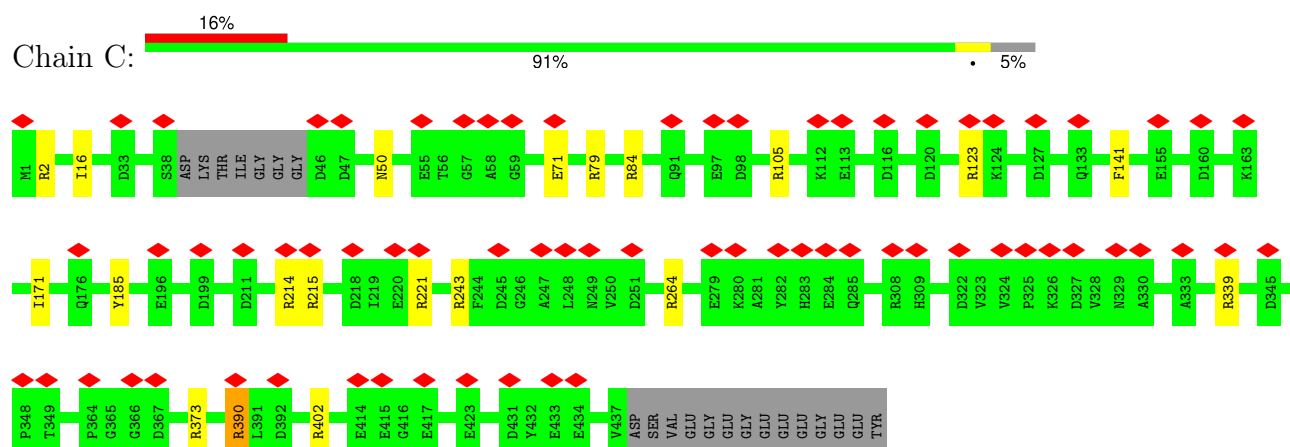 16%
Chain C:
91% • 5%
M1 R2 I16 D33 S38 ASP LYS THR ILE GLY GLY GLY D46 D47 N50 E55 T56 G57 A58 G59 E71 R79 R84 Q91 E97 D98 R105 K112 E113 D116 D120 R123 K124 D127 Q133 F141 E155 D160 K163
I171 Q176 Y185 E196 D199 D211 R214 R215 D218 I219 E220 R221 R243 F244 D245 G246 A247 L248 N249 V250 D251 R264 E279 K280 A281 Y282 H283 E284 Q285 R308 H309 D322 V323 V324 P325 K326 D327 V328 N329 A330 A333 R339 D345
P348 T349 P364 G365 G366 D367 R373 R390 L391 D392 R402 E414 E415 G416 E417 E423 D431 Y432 E433 E434 V437 ASP SER VAL GLU GLY GLU GLU GLY GLU GLU GLU GLY GLU GLU TYR